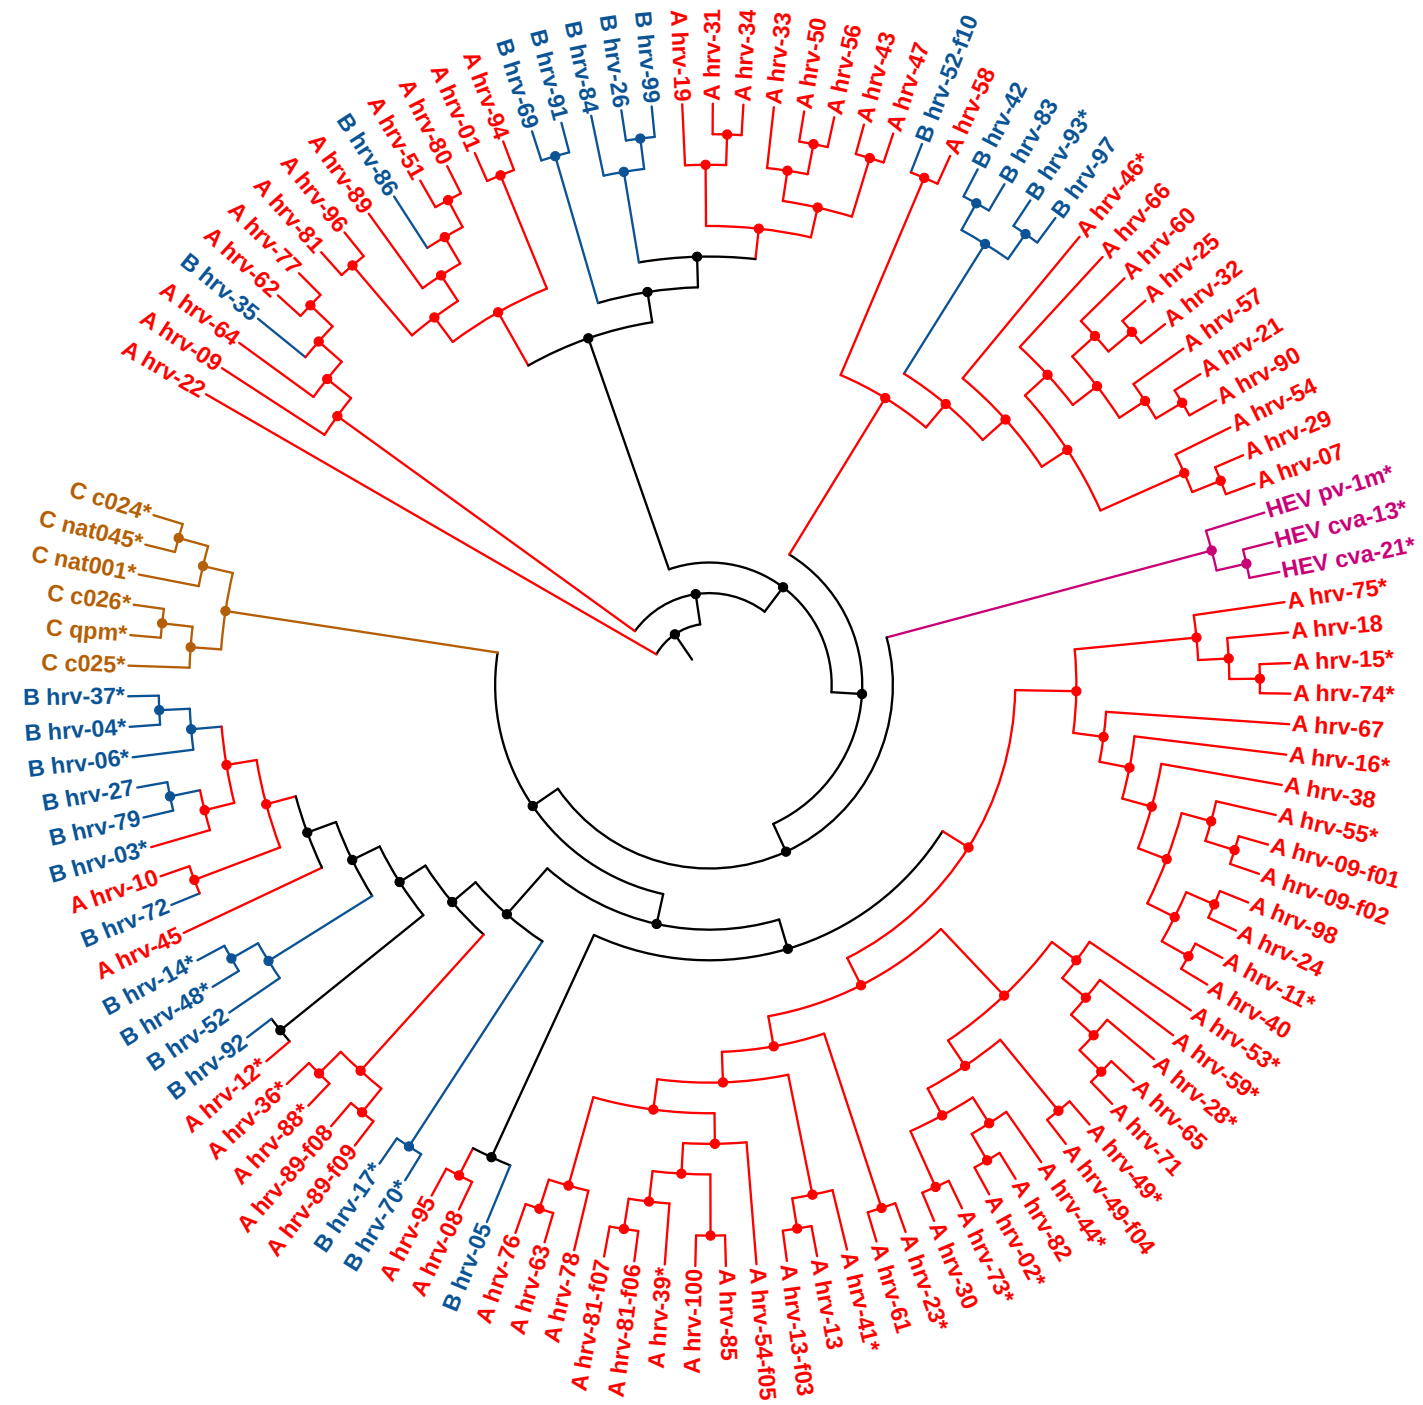 A hrv-22
A hrv-09
A hrv-64
B hrv-35
A hrv-62
A hrv-77
A hrv-81
A hrv-96
A hrv-89
B hrv-86
A hrv-51
A hrv-80
A hrv-01
A hrv-94
B hrv-69
B hrv-91
B hrv-84
B hrv-26
B hrv-99
A hrv-19
A hrv-31
A hrv-34
A hrv-33
A hrv-50
A hrv-56
A hrv-43
A hrv-47
B hrv-52-f10
A hrv-58
B hrv-42
B hrv-83
B hrv-93*
B hrv-97
A hrv-46*
A hrv-66
A hrv-60
A hrv-25
A hrv-32
A hrv-57
A hrv-21
A hrv-90
A hrv-54
A hrv-29
A hrv-07
HEV pv-1m*
HEV cva-13*
HEV cva-21*
A hrv-75*
A hrv-18
A hrv-15*
A hrv-74*
A hrv-67
A hrv-16*
A hrv-38
A hrv-55*
A hrv-09-f01
A hrv-09-f02
A hrv-98
A hrv-24
A hrv-11*
A hrv-40
A hrv-53*
A hrv-59*
A hrv-28*
A hrv-65
A hrv-71
A hrv-49*
A hrv-49-f04
A hrv-44*
A hrv-82
A hrv-02*
A hrv-73*
A hrv-30
A hrv-23*
A hrv-61
A hrv-41*
A hrv-13
A hrv-13-f03
A hrv-54-f05
A hrv-85
A hrv-100
A hrv-39*
A hrv-81-f06
A hrv-81-f07
A hrv-78
A hrv-63
A hrv-76
B hrv-05
A hrv-08
A hrv-95
B hrv-70*
B hrv-17*
A hrv-89-f09
A hrv-89-f08
A hrv-88*
A hrv-36*
A hrv-12*
B hrv-92
B hrv-52
B hrv-48*
B hrv-14*
A hrv-45
B hrv-72
A hrv-10
B hrv-03*
B hrv-79
B hrv-27
B hrv-06*
B hrv-04*
B hrv-37*
C c025*
C qpm*
C c026*
C nat001*
C nat045*
C c024*